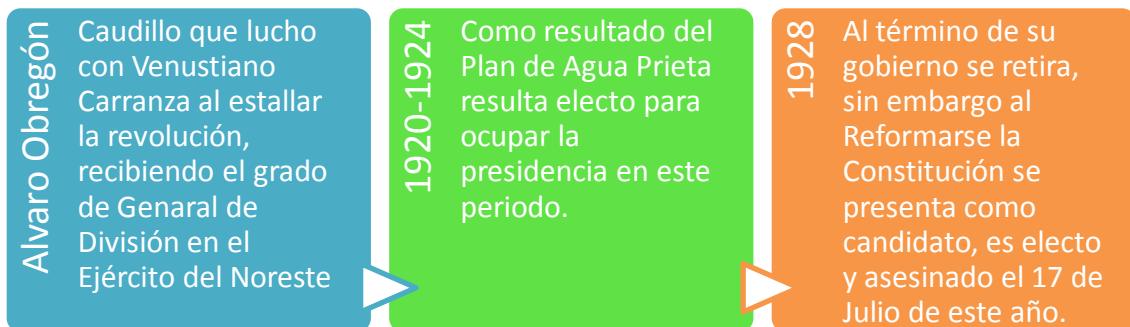 Alvaro Obregón
Caudillo que lucho
con Venustiano
Carranza al estallar
la revolución,
recibiendo el grado
de Genaral de
División en el
Ejército del Noreste
1920-1924
Como resultado del
Plan de Agua Prieta
resulta electo para
ocupar la
presidencia en este
periodo.
1928
Al término de su
gobierno se retira,
sin embargo al
Reformarse la
Constitución se
presenta como
candidato, es electo
y asesinado el 17 de
Julio de este año.